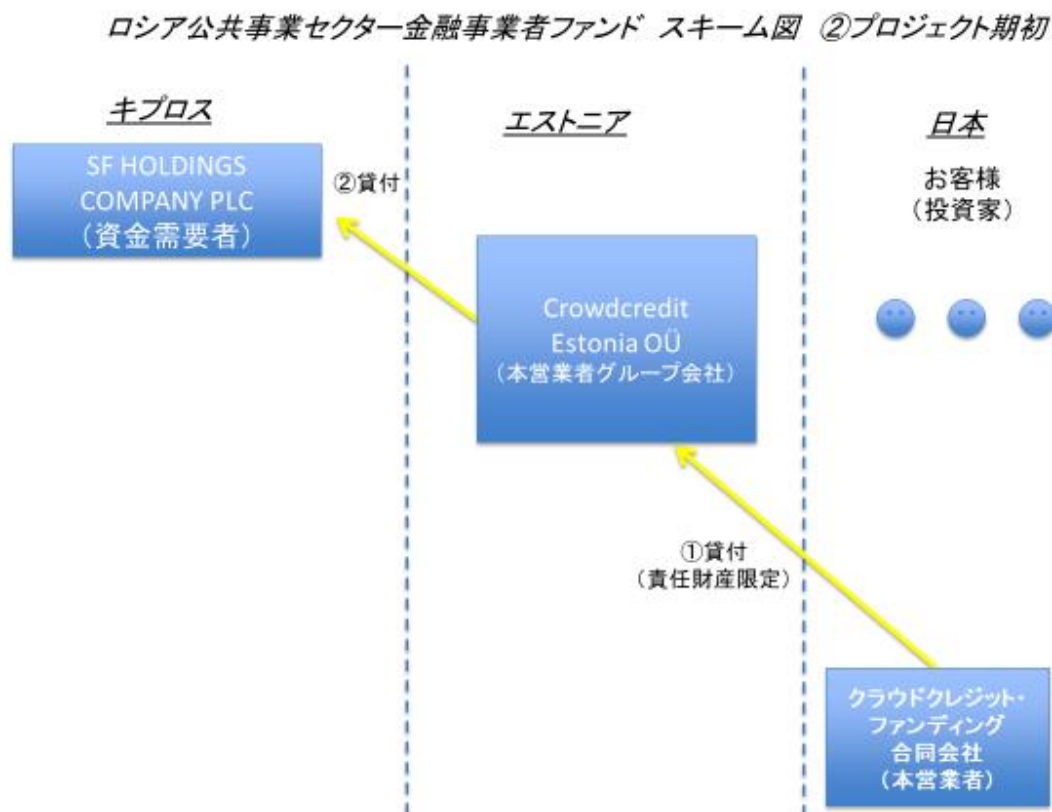 ロシア公共事業セクター金融事業者ファンド スキーム図 ②プロジェクト期初
キプロス
エストニア
日本
SF HOLDINGS
COMPANY PLC
（資金需要者）
②貸付
お客様
（投資家）
Crowdcredit
Estonia OÜ
（本営業者グループ会社）
①貸付
（責任財産限定）
クラウドクレジット・
ファンディング
合同会社
（本営業者）